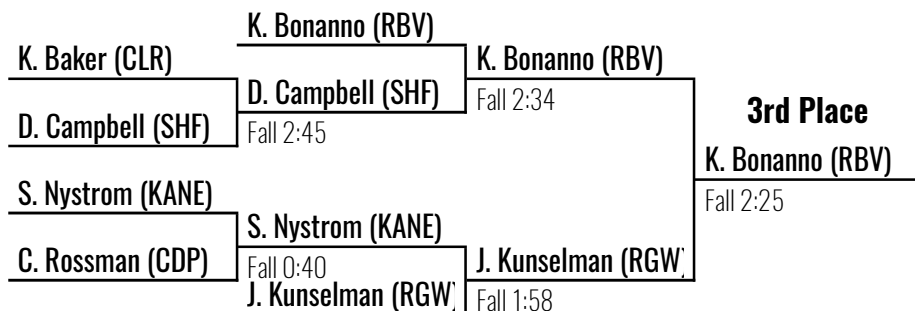 K. Bonanno (RBV)
K. Baker (CLR)
K. Bonanno (RBV)
D. Campbell (SHF)
Fall 2:34
3rd Place
D. Campbell (SHF)
Fall 2:45
K. Bonanno (RBV)
S. Nystrom (KANE)
Fall 2:25
S. Nystrom (KANE)
C. Rossman (CDP)
J. Kunselman (RGW)
Fall 0:40
J. Kunselman (RGW)
Fall 1:58